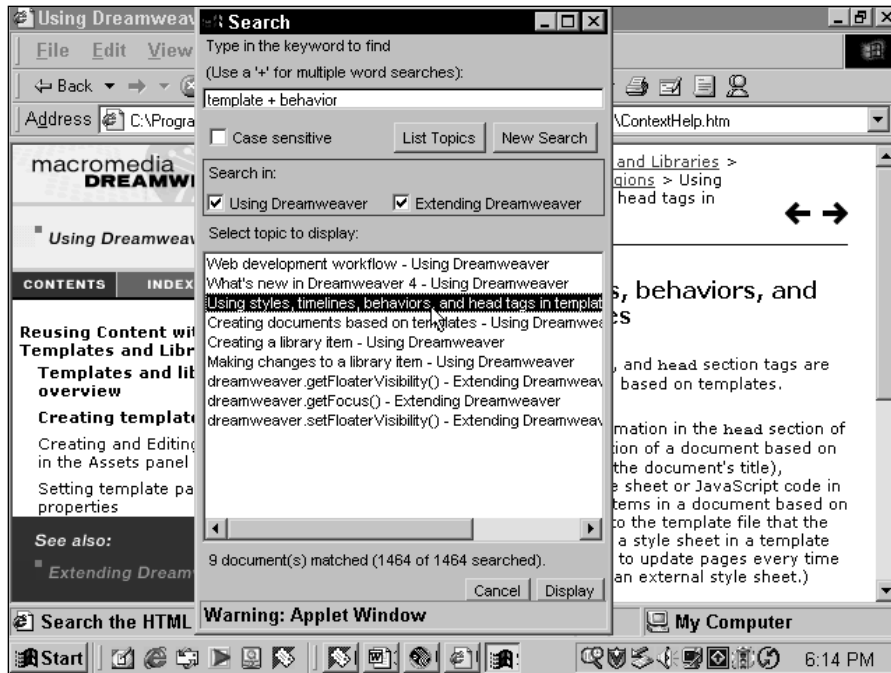 Using Dreamweav
File Edit View
Back
Address C:\Progra
\ContextHelp.htm
macromedia
DREAMWE
Using Dreamweav
CONTENTS INDEX
Reusing Content wit
Templates and Libr
Templates and lib
overview
Creating template
Creating and Editing
in the Assets panel
Setting template pa
properties
See also:
Extending Dream
Search
Type in the keyword to find
(Use a '+' for multiple word searches):
template + behavior
Case sensitive
List Topics
New Search
Search in:
Using Dreamweaver
Extending Dreamweaver
Select topic to display:
Web development workflow - Using Dreamweaver
What's new in Dreamweaver 4 - Using Dreamweaver
Using styles, timelines, behaviors, and head tags in templat
Creating documents based on templates - Using Dreamwea
Creating a library item - Using Dreamweaver
Making changes to a library item - Using Dreamweaver
dreamweaver.getFloaterVisibility() - Extending Dreamweav
dreamweaver.getFocus() - Extending Dreamweaver
dreamweaver.setFloaterVisibility() - Extending Dreamweav
9 document(s) matched (1464 of 1464 searched).
Cancel
Display
Warning: Applet Window
and Libraries >
gions > Using
head tags in
s, behaviors, and
es
, and head section tags are
based on templates.
mation in the head section of
tion of a document based on
the document's title),
e sheet or JavaScript code in
tems in a document based on
to the template file that the
a style sheet in a template
to update pages every time
an external style sheet.)
Search the HTML
My Computer
Start
6:14 PM